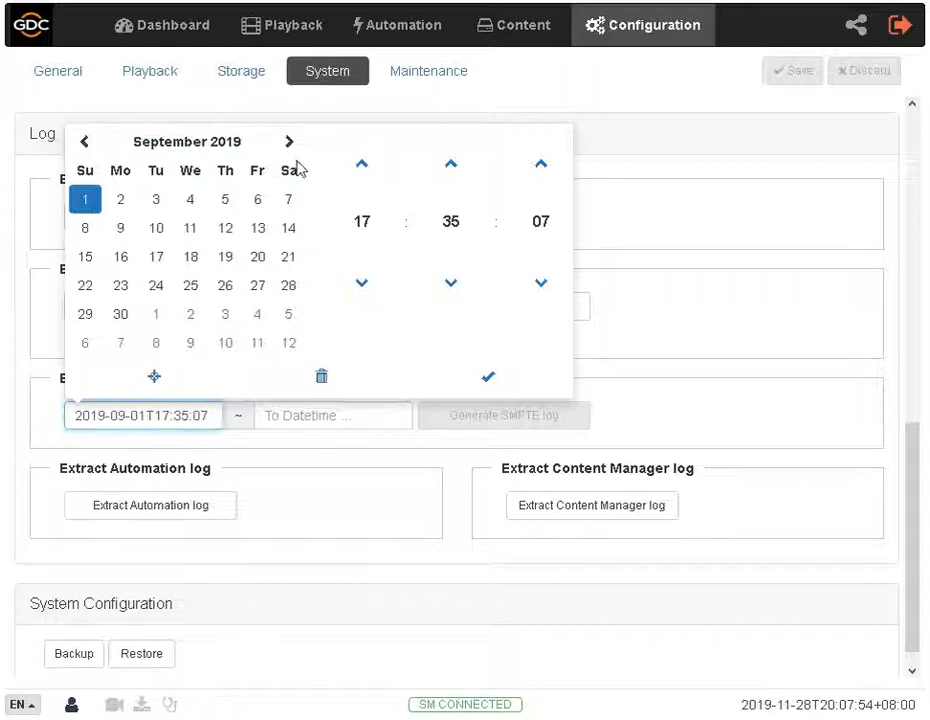 GDC Dashboard Playback Automation Content Configuration
General Playback Storage System Maintenance Save Discard
Log
September 2019
Su Mo Tu We Th Fr Sa
1 2 3 4 5 6 7
8 9 10 11 12 13 14
15 16 17 18 19 20 21
22 23 24 25 26 27 28
29 30 1 2 3 4 5
6 7 8 9 10 11 12
17 : 35 : 07
2019-09-01T17:35:07 ~ To Datetime ... Generate SMPTE log
Extract Automation log
Extract Automation log
Extract Content Manager log
Extract Content Manager log
System Configuration
Backup Restore
EN SM CONNECTED 2019-11-28T20:07:54+08:00